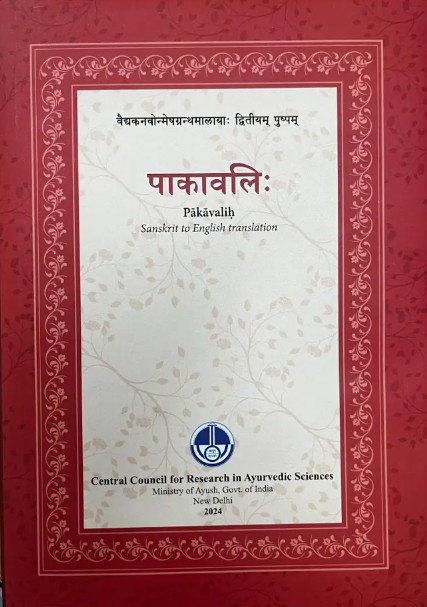 वैद्यकनवोन्मेषग्रन्थमालायाः द्वितीयम् पुष्पम्
पाकावलिः
Pākāvaliḥ
Sanskrit to English translation
Central Council for Research in Ayurvedic Sciences
Ministry of Ayush, Govt. of India
New Delhi
2024